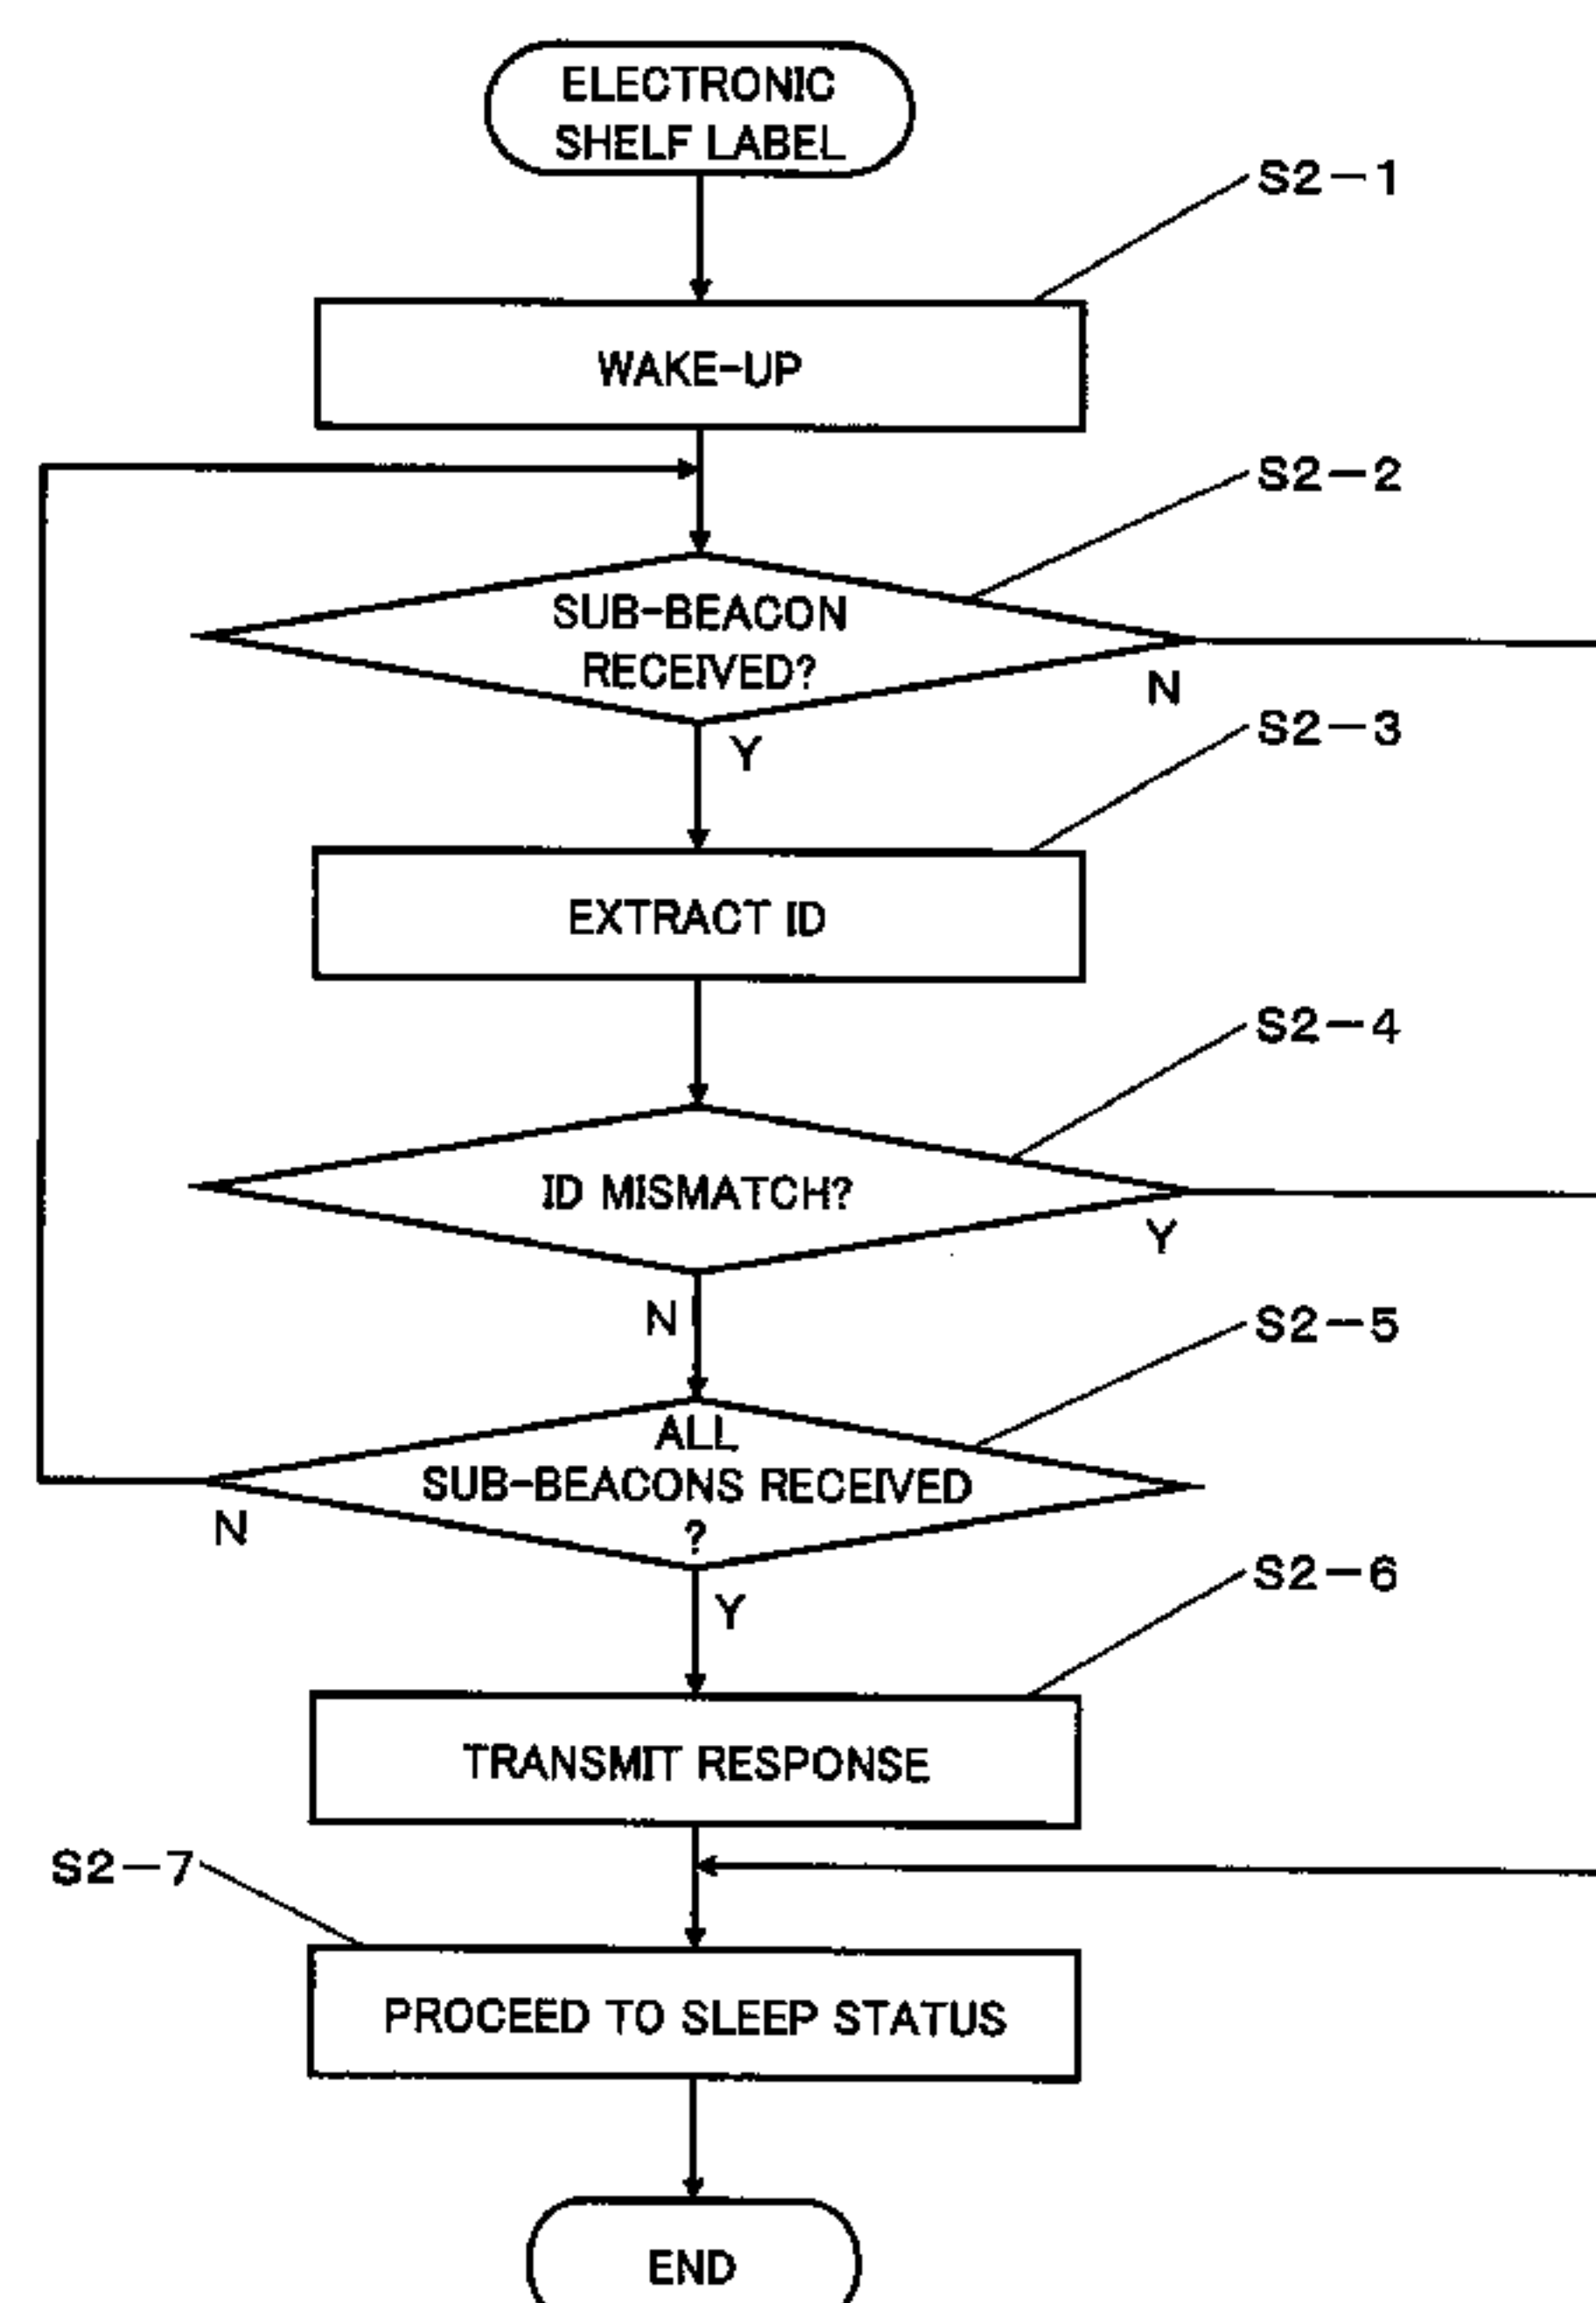 ELECTRONIC
SHELF LABEL
S2-1
WAKE-UP
S2-2
SUB-BEACON
RECEIVED?
N
Y
S2-3
EXTRACT ID
S2-4
ID MISMATCH?
Y
N
S2-5
ALL
SUB-BEACONS RECEIVED
?
N
Y
S2-6
TRANSMIT RESPONSE
S2-7
PROCEED TO SLEEP STATUS
END